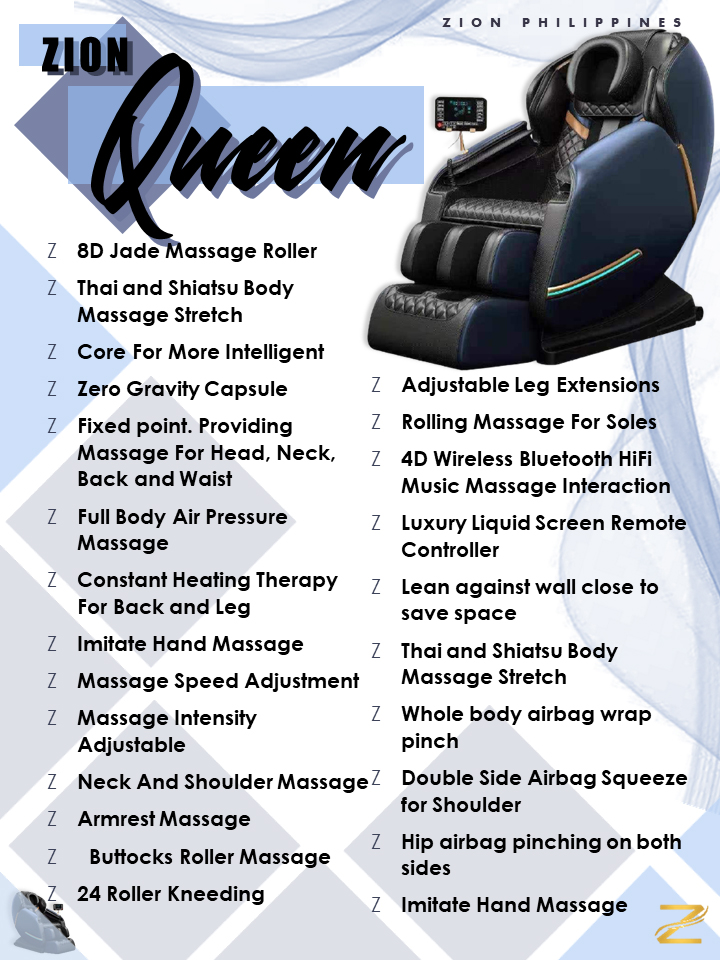 ZION PHILIPPINES
ZION
Queen
Z 8D Jade Massage Roller
Z Thai and Shiatsu Body
Massage Stretch
Z Core For More Intelligent
Z Zero Gravity Capsule
Z Fixed point. Providing
Massage For Head, Neck,
Back and Waist
Z Full Body Air Pressure
Massage
Z Constant Heating Therapy
For Back and Leg
Z Imitate Hand Massage
Z Massage Speed Adjustment
Z Massage Intensity
Adjustable
Z Neck And Shoulder Massage
Z Armrest Massage
Z Buttocks Roller Massage
Z 24 Roller Kneeding
Z Adjustable Leg Extensions
Z Rolling Massage For Soles
Z 4D Wireless Bluetooth HiFi
Music Massage Interaction
Z Luxury Liquid Screen Remote
Controller
Z Lean against wall close to
save space
Z Thai and Shiatsu Body
Massage Stretch
Z Whole body airbag wrap
pinch
Z Double Side Airbag Squeeze
for Shoulder
Z Hip airbag pinching on both
sides
Z Imitate Hand Massage
Z